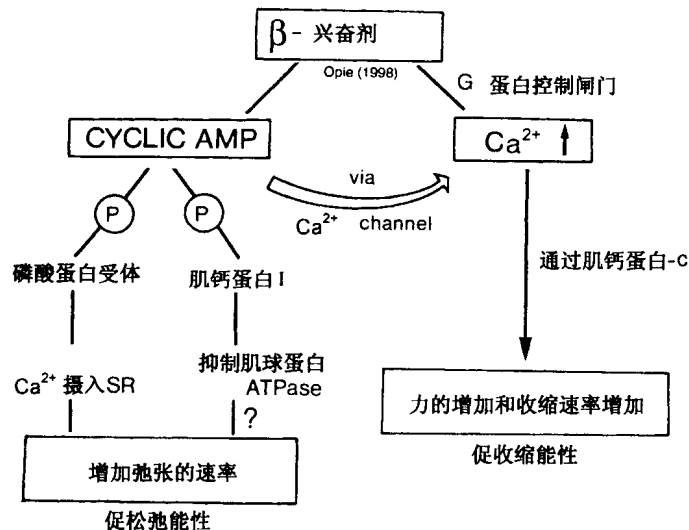 β- 兴奋剂
Opie (1998)
G 蛋白控制闸门
CYCLIC AMP
Ca²⁺ ↑
via
Ca²⁺ channel
P
P
磷酸蛋白受体
肌钙蛋白 I
通过肌钙蛋白-C
Ca²⁺ 摄入SR
抑制肌球蛋白
ATPase
?
力的增加和收缩速率增加
促收缩能性
增加弛张的速率
促松弛能性